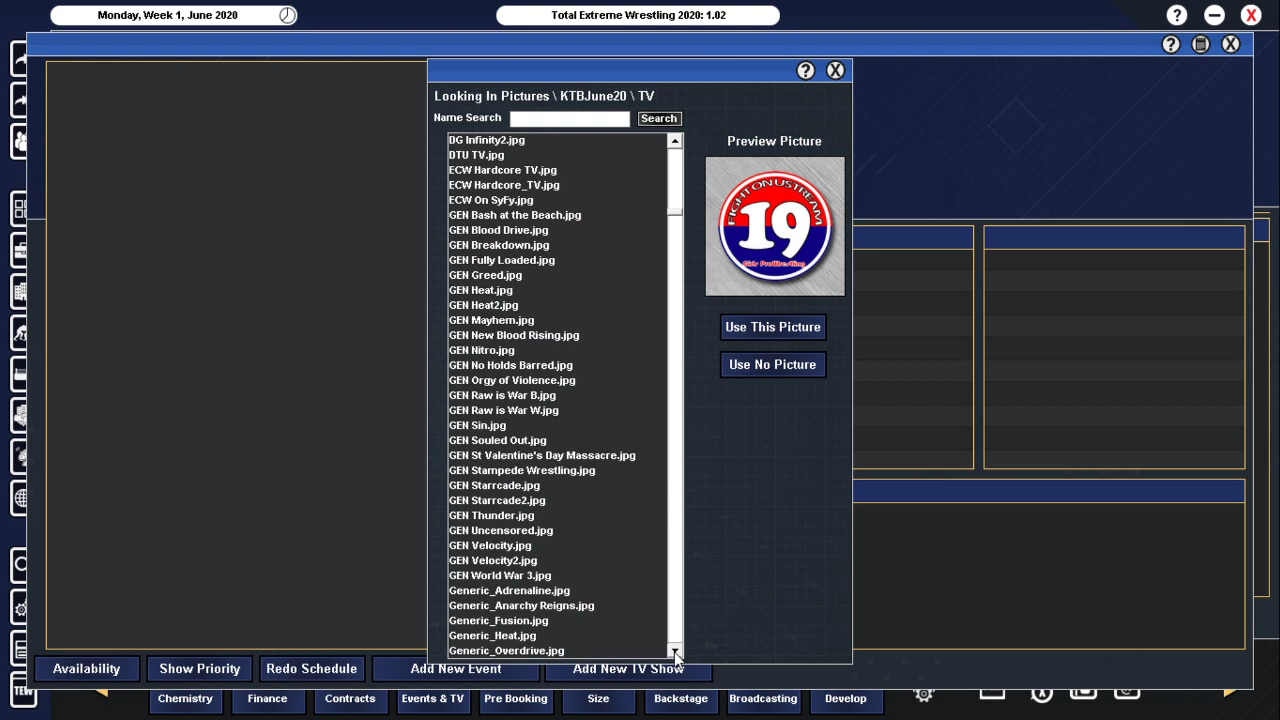 Monday, Week 1, June 2020
Total Extreme Wrestling 2020: 1.02
Looking In Pictures \ KTBJune20 \ TV
Name Search
Search
DG Infinity2.jpg
DTU TV.jpg
ECW Hardcore TV.jpg
ECW Hardcore_TV.jpg
ECW On SyFy.jpg
GEN Bash at the Beach.jpg
GEN Blood Drive.jpg
GEN Breakdown.jpg
GEN Fully Loaded.jpg
GEN Greed.jpg
GEN Heat.jpg
GEN Heat2.jpg
GEN Mayhem.jpg
GEN New Blood Rising.jpg
GEN Nitro.jpg
GEN No Holds Barred.jpg
GEN Orgy of Violence.jpg
GEN Raw is War B.jpg
GEN Raw is War W.jpg
GEN Sin.jpg
GEN Souled Out.jpg
GEN St Valentine's Day Massacre.jpg
GEN Stampede Wrestling.jpg
GEN Starrcade.jpg
GEN Starrcade2.jpg
GEN Thunder.jpg
GEN Uncensored.jpg
GEN Velocity.jpg
GEN Velocity2.jpg
GEN World War 3.jpg
Generic_Adrenaline.jpg
Generic_Anarchy Reigns.jpg
Generic_Fusion.jpg
Generic_Heat.jpg
Generic_Overdrive.jpg
Preview Picture
FIGHT ON USTREAM
19
Girls ProWrestling
Use This Picture
Use No Picture
Availability
Show Priority
Redo Schedule
Add New Event
Add New TV Show
TEW
Chemistry
Finance
Contracts
Events & TV
Pre Booking
Size
Backstage
Broadcasting
Develop